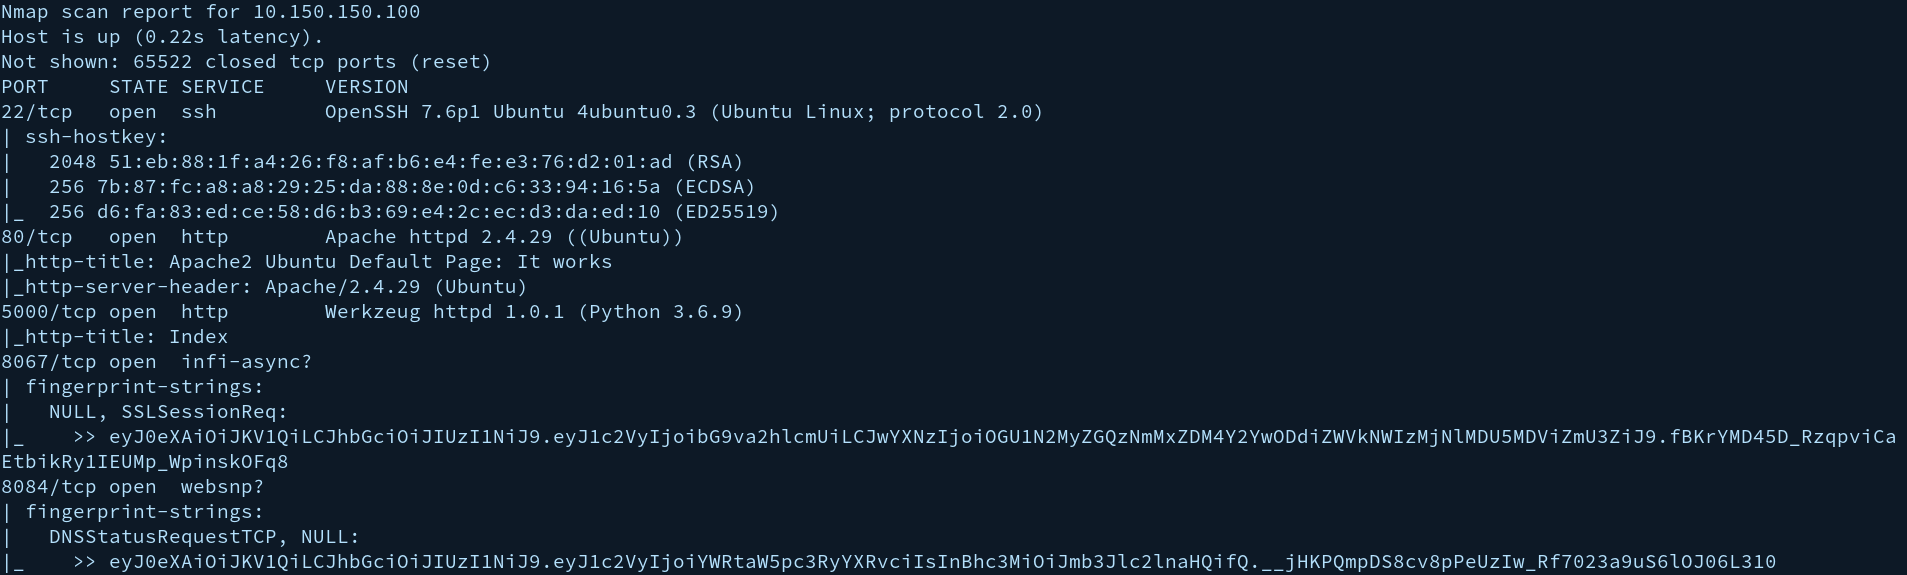 Nmap scan report for 10.150.150.100
Host is up (0.22s latency).
Not shown: 65522 closed tcp ports (reset)
PORT     STATE SERVICE     VERSION
22/tcp   open  ssh         OpenSSH 7.6p1 Ubuntu 4ubuntu0.3 (Ubuntu Linux; protocol 2.0)
| ssh-hostkey:
|   2048 51:eb:88:1f:a4:26:f8:af:b6:e4:fe:e3:76:d2:01:ad (RSA)
|   256 7b:87:fc:a8:a8:29:25:da:88:8e:0d:c6:33:94:16:5a (ECDSA)
|_  256 d6:fa:83:ed:ce:58:d6:b3:69:e4:2c:ec:d3:da:ed:10 (ED25519)
80/tcp   open  http        Apache httpd 2.4.29 ((Ubuntu))
|_http-title: Apache2 Ubuntu Default Page: It works
|_http-server-header: Apache/2.4.29 (Ubuntu)
5000/tcp open  http        Werkzeug httpd 1.0.1 (Python 3.6.9)
|_http-title: Index
8067/tcp open  infi-async?
| fingerprint-strings:
|   NULL, SSLSessionReq:
|_    >> eyJ0eXAiOiJKV1QiLCJhbGciOiJIUzI1NiJ9.eyJ1c2VyIjoibG9va2hlcmUiLCJwYXNzIjoiOGU1N2MyZGQzNmMxZDM4Y2YwODdiZWVkNWIzMjNlMDU5MDViZmU3ZiJ9.fBKrYMD45D_RzqpviCa
EtbikRy1IEUMp_WpinskOFq8
8084/tcp open  websnp?
| fingerprint-strings:
|   DNSStatusRequestTCP, NULL:
|_    >> eyJ0eXAiOiJKV1QiLCJhbGciOiJIUzI1NiJ9.eyJ1c2VyIjoiYWRtaW5pc3RyYXRvciIsInBhc3MiOiJmb3Jlc2lnaHQifQ.__jHKPQmpDS8cv8pPeUzIw_Rf7023a9uS6lOJ06L310